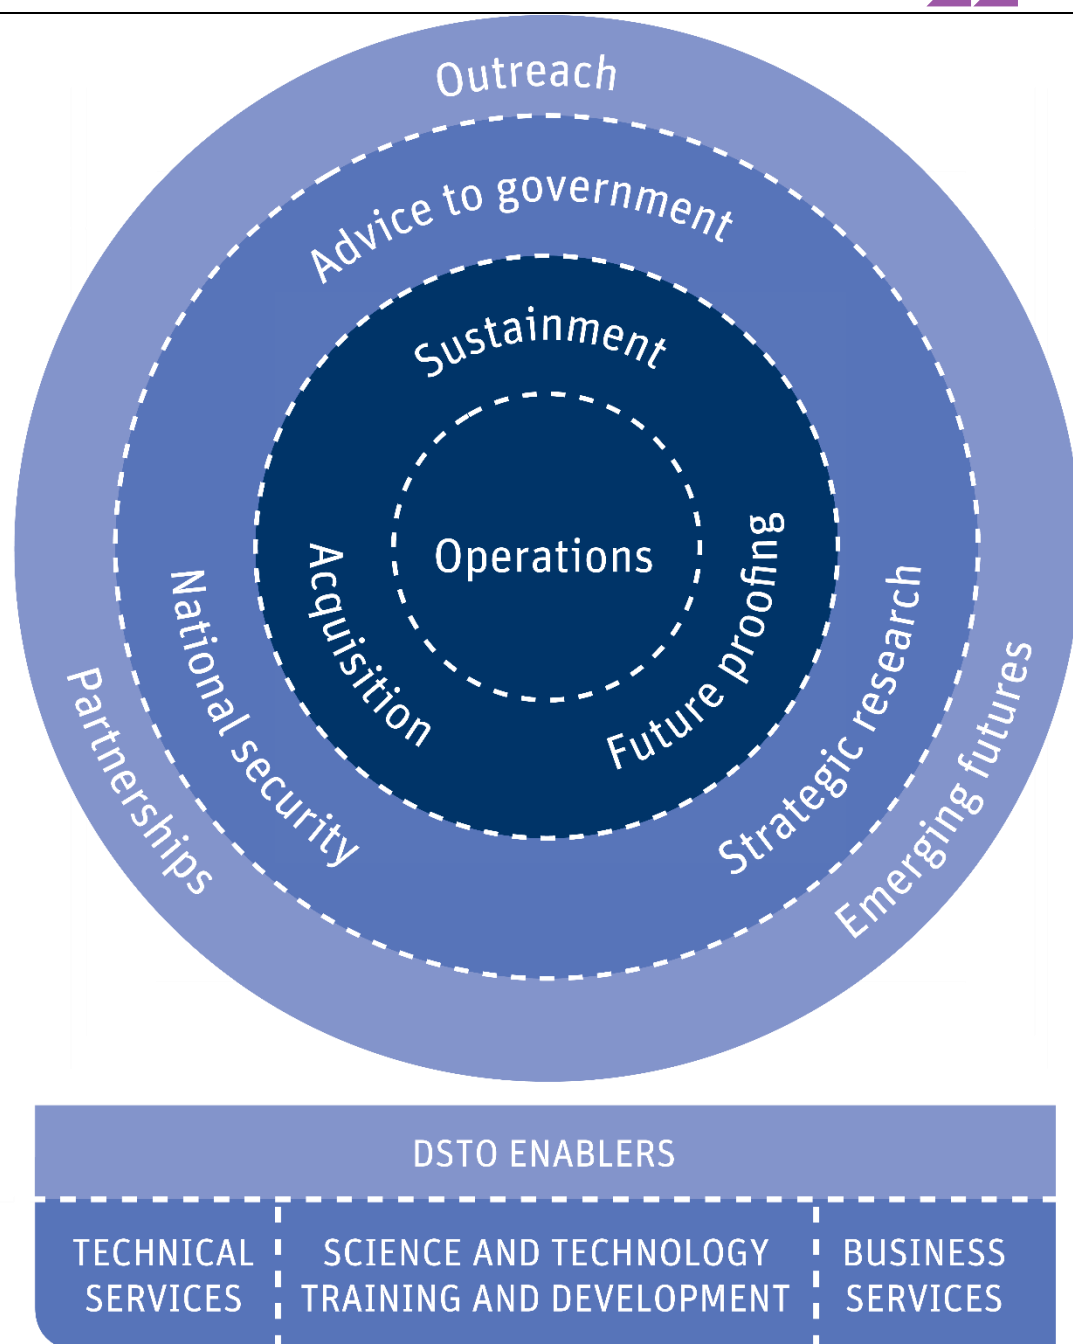 Outreach
Advice to government
Sustainment
Operations
Acquisition
Future proofing
National security
Strategic research
Partnerships
Emerging futures
DSTO ENABLERS
TECHNICAL
SERVICES
SCIENCE AND TECHNOLOGY
TRAINING AND DEVELOPMENT
BUSINESS
SERVICES